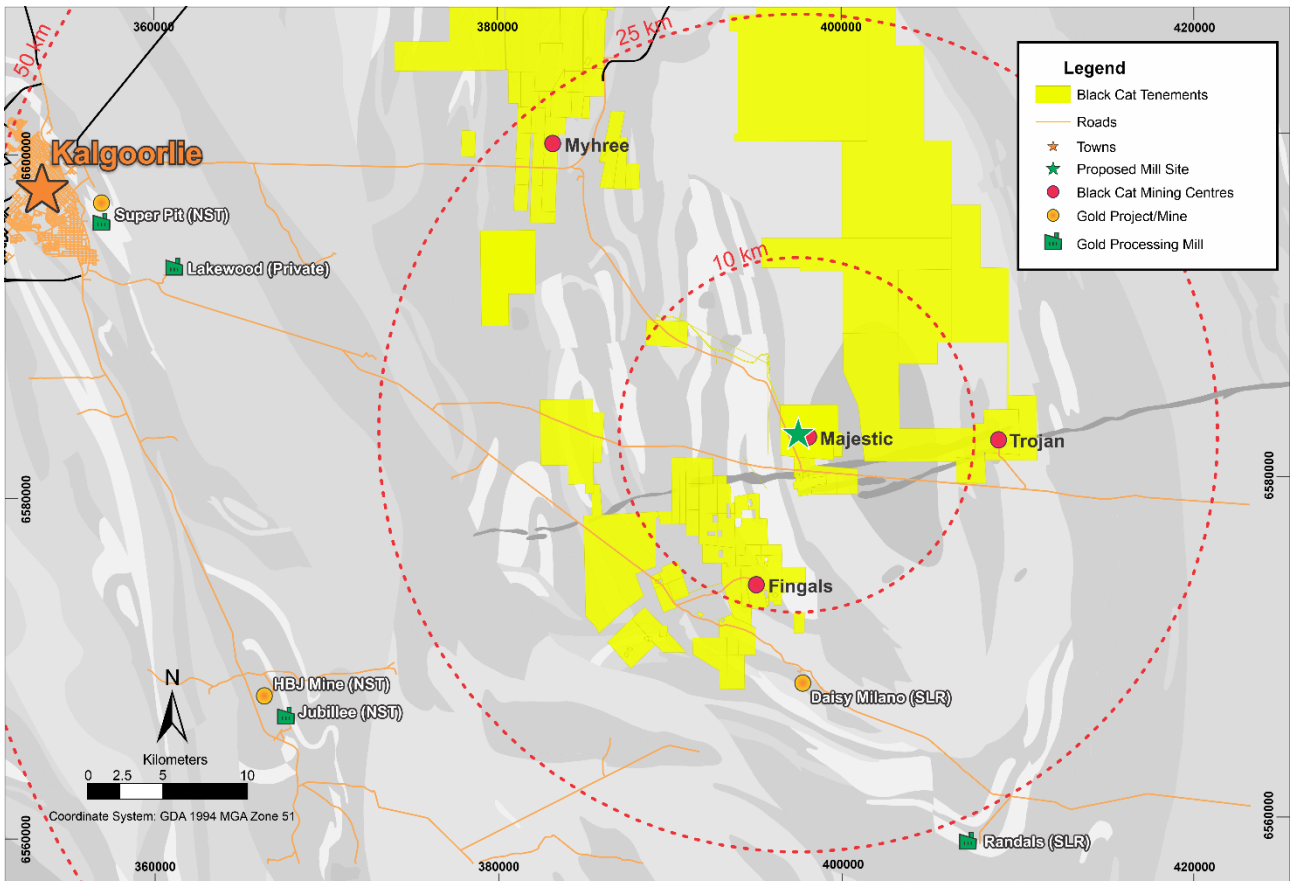 360000
380000
400000
420000
50 km
25 km
Legend
Black Cat Tenements
Roads
Towns
Proposed Mill Site
Black Cat Mining Centres
Gold Project/Mine
Gold Processing Mill
6600000
6600000
Kalgoorlie
Myhree
Super Pit (NST)
Lakewood (Private)
10 km
Majestic
Trojan
6580000
6580000
Fingals
HBJ Mine (NST)
Jubillee (NST)
Daisy Milano (SLR)
N
Kilometers
0 2.5 5 10
Coordinate System: GDA 1994 MGA Zone 51
Randals (SLR)
6560000
6560000
360000
380000
400000
420000